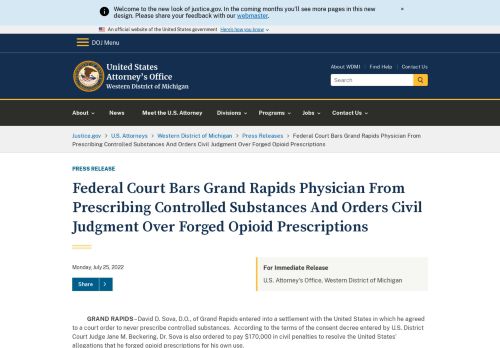 Welcome to the new look of justice.gov. In the coming months you'll see more pages in this new
design. Please share your feedback with our webmaster.
×
An official website of the United States government Here's how you know
DOJ Menu
United States
Attorney's Office
Western District of Michigan
About WDMI Find Help Contact Us
Search
About News Meet the U.S. Attorney Divisions Programs Jobs Contact Us
Justice.gov > U.S. Attorneys > Western District of Michigan > Press Releases > Federal Court Bars Grand Rapids Physician From
Prescribing Controlled Substances And Orders Civil Judgment Over Forged Opioid Prescriptions
PRESS RELEASE
Federal Court Bars Grand Rapids Physician From
Prescribing Controlled Substances And Orders Civil
Judgment Over Forged Opioid Prescriptions
Monday, July 25, 2022
Share >
For Immediate Release
U.S. Attorney's Office, Western District of Michigan
GRAND RAPIDS – David D. Sova, D.O., of Grand Rapids entered into a settlement with the United States in which he agreed
to a court order to never prescribe controlled substances. According to the terms of the consent decree entered by U.S. District
Court Judge Jane M. Beckering, Dr. Sova is also ordered to pay $170,000 in civil penalties to resolve the United States'
allegations that he forged opioid prescriptions for his own use.